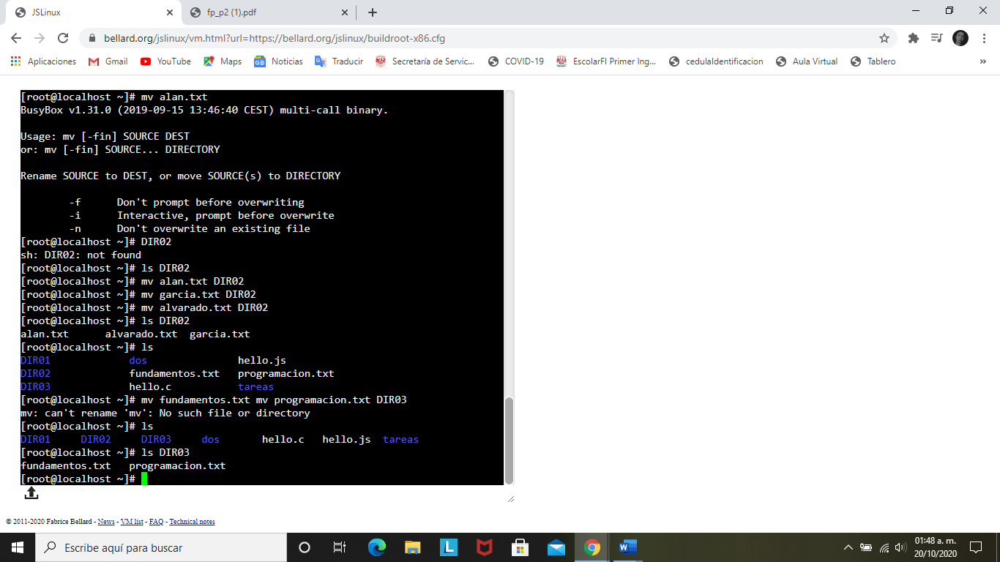 JSLinux
fp_p2 (1).pdf
bellard.org/jslinux/vm.html?url=https://bellard.org/jslinux/buildroot-x86.cfg
Aplicaciones Gmail YouTube Maps Noticias Traducir Secretaría de Servic... COVID-19 EscolarFI Primer Ing... cedulaIdentificacion Aula Virtual Tablero »
[root@localhost ~]# mv alan.txt
BusyBox v1.31.0 (2019-09-15 13:46:40 CEST) multi-call binary.
Usage: mv [-fin] SOURCE DEST
or: mv [-fin] SOURCE... DIRECTORY
Rename SOURCE to DEST, or move SOURCE(s) to DIRECTORY
-f Don't prompt before overwriting
-i Interactive, prompt before overwrite
-n Don't overwrite an existing file
[root@localhost ~]# DIR02
sh: DIR02: not found
[root@localhost ~]# ls DIR02
[root@localhost ~]# mv alan.txt DIR02
[root@localhost ~]# mv garcia.txt DIR02
[root@localhost ~]# mv alvarado.txt DIR02
[root@localhost ~]# ls DIR02
alan.txt alvarado.txt garcia.txt
[root@localhost ~]# ls
DIR01 dos hello.js
DIR02 fundamentos.txt programacion.txt
DIR03 hello.c tareas
[root@localhost ~]# mv fundamentos.txt mv programacion.txt DIR03
mv: can't rename 'mv': No such file or directory
[root@localhost ~]# ls
DIR01 DIR02 DIR03 dos hello.c hello.js tareas
[root@localhost ~]# ls DIR03
fundamentos.txt programacion.txt
[root@localhost ~]#
© 2011-2020 Fabrice Bellard - News - VM list - FAQ - Technical notes
Escribe aquí para buscar
01:48 a. m.
20/10/2020